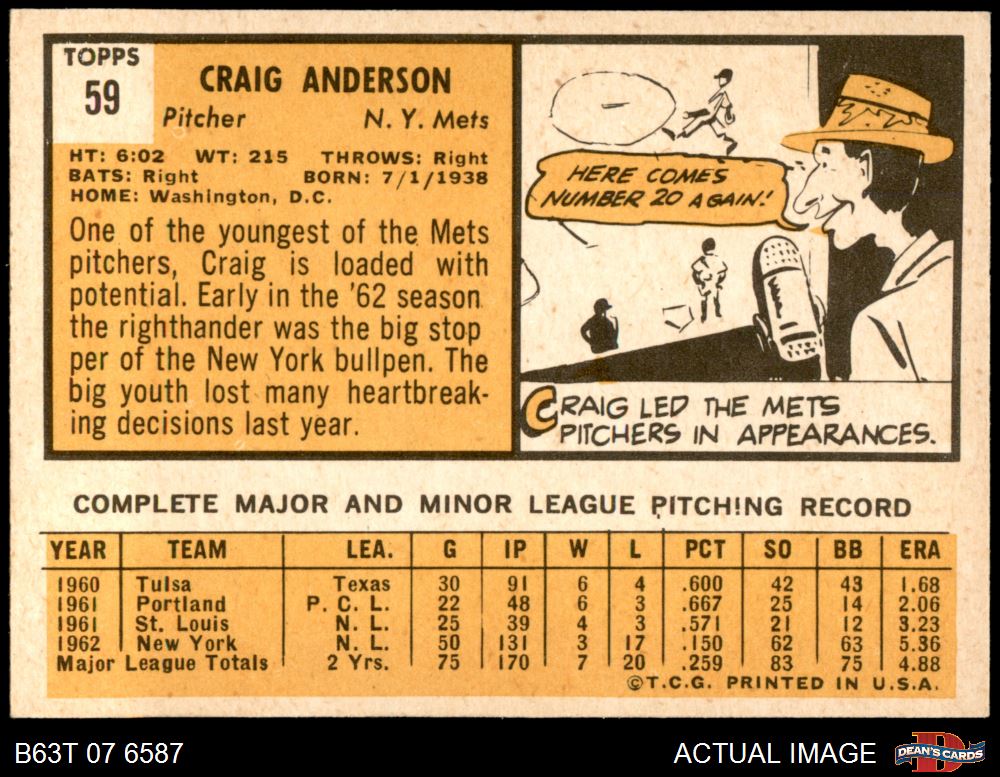 TOPPS
59
CRAIG ANDERSON
Pitcher N. Y. Mets
HT: 6:02 WT: 215 THROWS: Right
BATS: Right BORN: 7/1/1938
HOME: Washington, D.C.
One of the youngest of the Mets
pitchers, Craig is loaded with
potential. Early in the '62 season
the righthander was the big stop
per of the New York bullpen. The
big youth lost many heartbreak-
ing decisions last year.
HERE COMES
NUMBER 20 AGAIN!
CRAIG LED THE METS
PITCHERS IN APPEARANCES.
COMPLETE MAJOR AND MINOR LEAGUE PITCHING RECORD
YEAR TEAM LEA. G IP W L PCT SO BB ERA
1960 Tulsa Texas 30 91 6 4 .600 42 43 1.68
1961 Portland P. C. L. 22 48 6 3 .667 25 14 2.06
1961 St. Louis N. L. 25 39 4 3 .571 21 12 3.23
1962 New York N. L. 50 131 3 17 .150 62 63 5.36
Major League Totals 2 Yrs. 75 170 7 20 .259 83 75 4.88
©T.C.G. PRINTED IN U.S.A.
B63T 07 6587 ACTUAL IMAGE DEAN'S CARDS